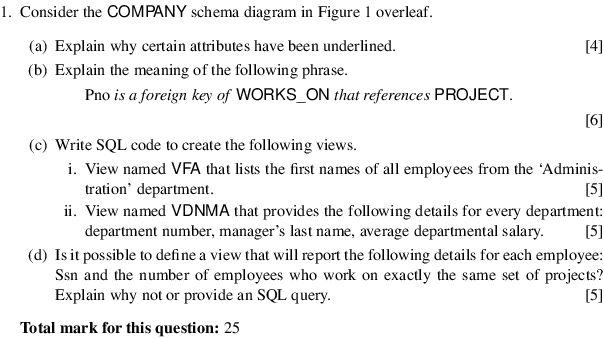 1. Consider the COMPANY schema diagram in Figure 1 overleaf.
(a) Explain why certain attributes have been underlined. [4]
(b) Explain the meaning of the following phrase.
Pno is a foreign key of WORKS_ON that references PROJECT.
[6]
(c) Write SQL code to create the following views.
i. View named VFA that lists the first names of all employees from the ‘Adminis-
tration’ department. [5]
ii. View named VDNMA that provides the following details for every department:
department number, manager’s last name, average departmental salary. [5]
(d) Is it possible to define a view that will report the following details for each employee:
Ssn and the number of employees who work on exactly the same set of projects?
Explain why not or provide an SQL query. [5]
Total mark for this question: 25